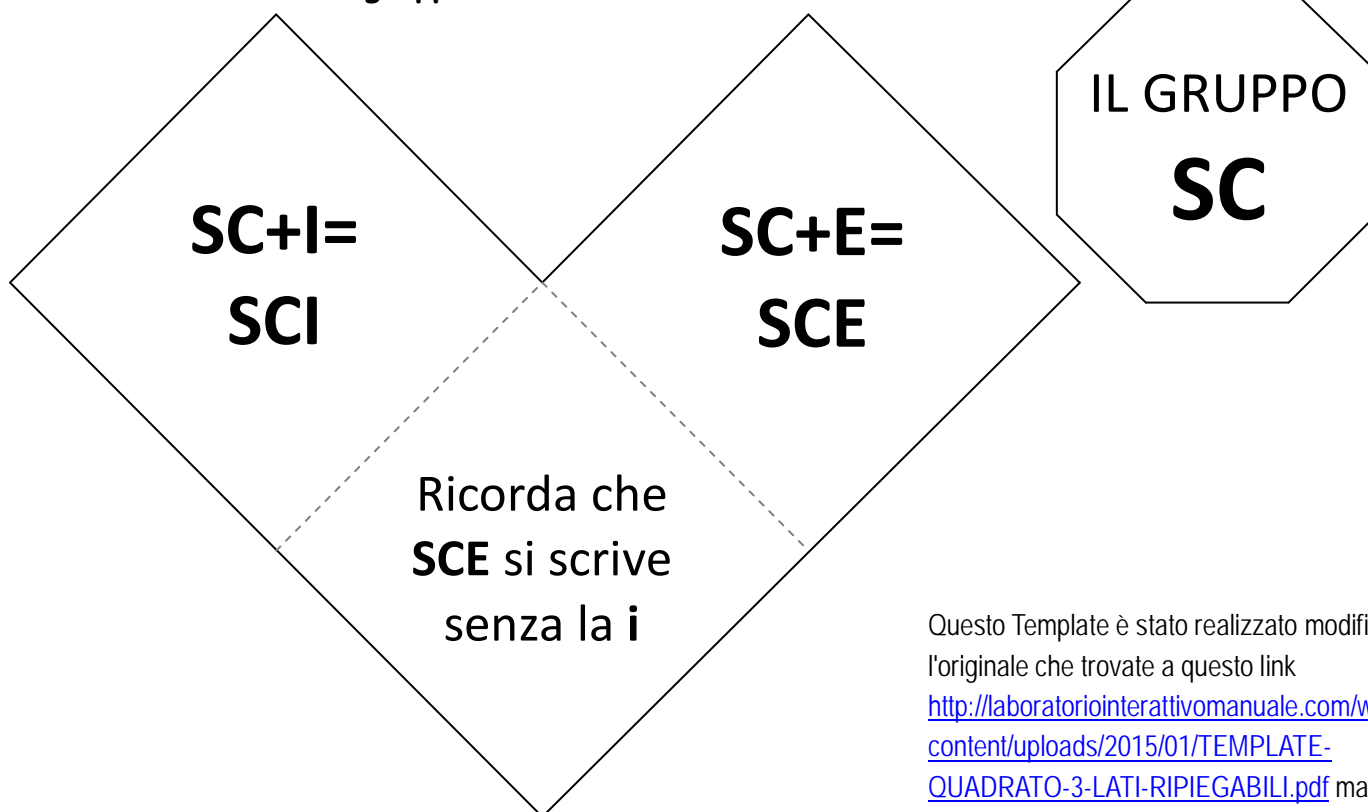 IL GRUPPO
SC
SC+I=
SCI
SC+E=
SCE
Ricorda che
SCE si scrive
senza la i
Questo Template è stato realizzato modifi
l'originale che trovate a questo link
http://laboratoriointerattivomanuale.com/w
content/uploads/2015/01/TEMPLATE-
QUADRATO-3-LATI-RIPIEGABILI.pdf ma